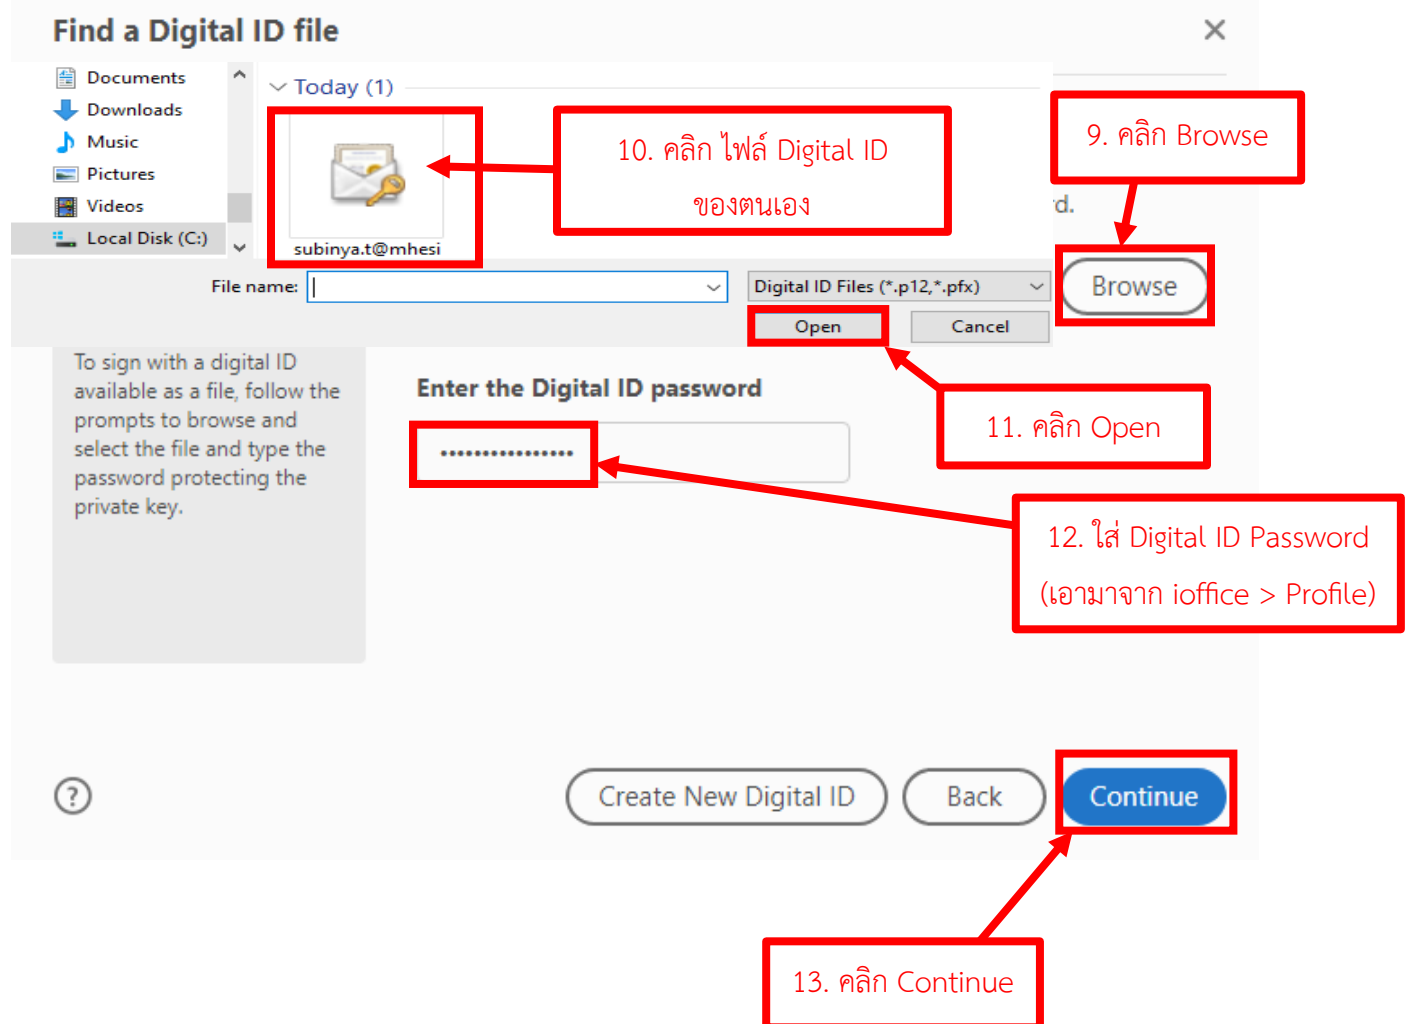 Find a Digital ID file
Documents
Downloads
Music
Pictures
Videos
Local Disk (C:)
Today (1)
subinya.t@mhesi
10. คลิก ไฟล์ Digital ID
ของตนเอง
9. คลิก Browse
rd.
File name:
Digital ID Files (*.p12,*.pfx)
Browse
Open
Cancel
To sign with a digital ID
available as a file, follow the
prompts to browse and
select the file and type the
password protecting the
private key.
Enter the Digital ID password
••••••••••••••••
11. คลิก Open
12. ใส่ Digital ID Password
(เอามาจาก ioffice > Profile)
?
Create New Digital ID
Back
Continue
13. คลิก Continue